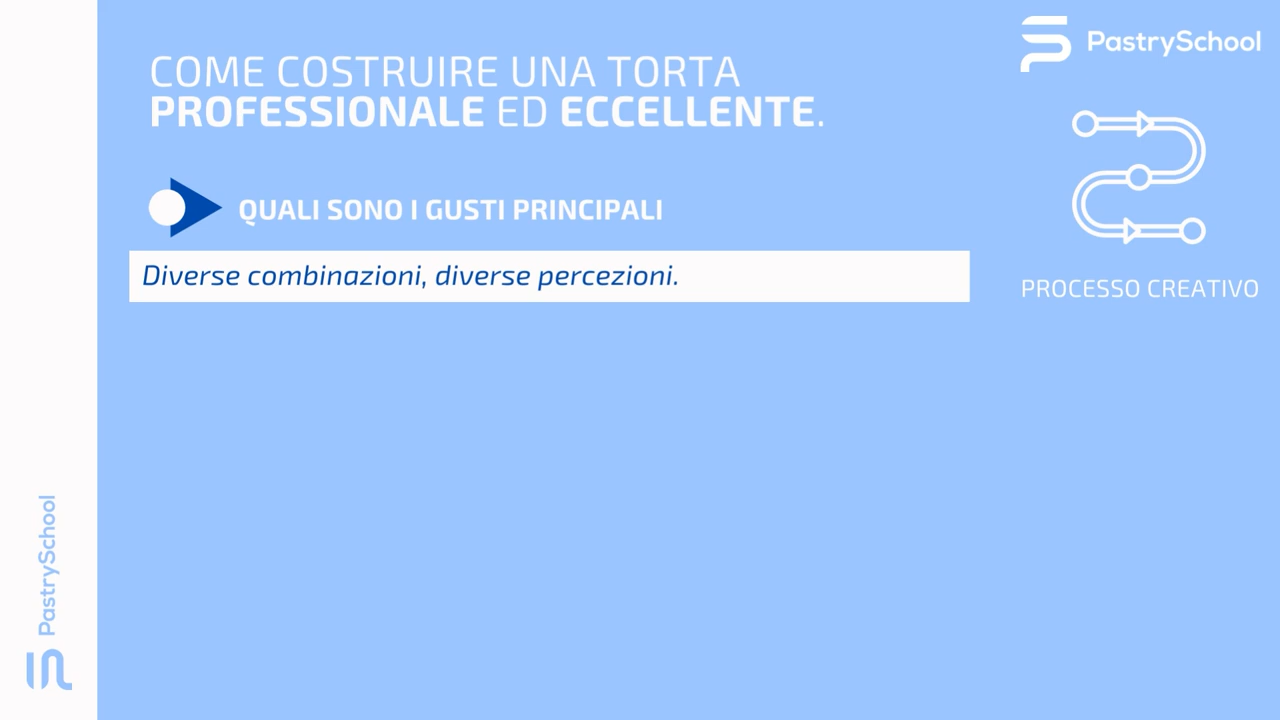 PastrySchool
COME COSTRUIRE UNA TORTA
PROFESSIONALE ED ECCELLENTE.
QUALI SONO I GUSTI PRINCIPALI
Diverse combinazioni, diverse percezioni.
PROCESSO CREATIVO
PastrySchool